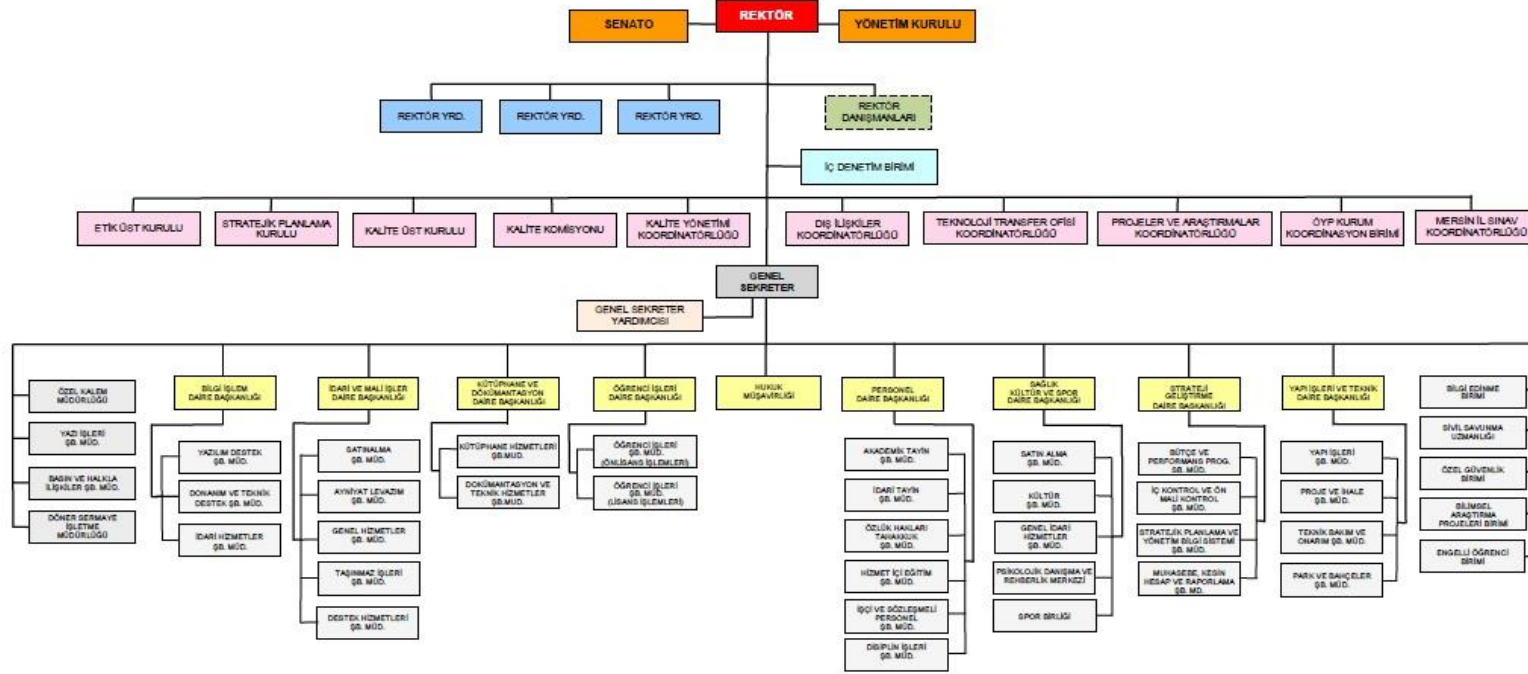 SENATO
REKTÖR
YÖNETİM KURULU
REKTÖR YRD.
REKTÖR YRD.
REKTÖR YRD.
REKTÖR
DANIŞMANLARI
İÇ DENETİM BİRİMİ
ETİK ÜST KURULU
STRATEJİK PLANLAMA
KURULU
KALİTE ÜST KURULU
KALİTE KOMİSYONU
KALİTE YÖNETİMİ
KOORDİNATÖRLÜĞÜ
DIŞ İLİŞKİLER
KOORDİNATÖRLÜĞÜ
TEKNOLOJİ TRANSFER OFİSİ
KOORDİNATÖRLÜĞÜ
PROJELER VE ARAŞTIRMALAR
KOORDİNATÖRLÜĞÜ
ÖYP KURUM
KOORDİNASYON BİRİMİ
MERSİN İL SINAV
KOORDİNATÖRLÜĞÜ
GENEL
SEKRETER
GENEL SEKRETER
YARDIMCISI
ÖZEL KALEM
MÜDÜRLÜĞÜ
YAZI İŞLERİ
ŞB. MÜD.
BASIN VE HALKLA
İLİŞKİLER ŞB. MÜD.
DÖNER SERMAYE
İŞLETME
MÜDÜRLÜĞÜ
BİLGİ İŞLEM
DAİRE BAŞKANLIĞI
YAZILIM DESTEK
ŞB. MÜD.
DONANIM VE TEKNİK
DESTEK ŞB. MÜD.
İDARİ HİZMETLER
ŞB. MÜD.
İDARİ VE MALİ İŞLER
DAİRE BAŞKANLIĞI
SATINALMA
ŞB. MÜD.
AYNİYAT LEVAZIM
ŞB. MÜD.
GENEL HİZMETLER
ŞB. MÜD.
TAŞINMAZ İŞLERİ
ŞB. MÜD.
DESTEK HİZMETLERİ
ŞB. MÜD.
KÜTÜPHANE VE
DÖKÜMANTASYON
DAİRE BAŞKANLIĞI
KÜTÜPHANE HİZMETLERİ
ŞB.MUD.
DOKÜMANTASYON VE
TEKNİK HİZMETLER
ŞB.MUD.
ÖĞRENCİ İŞLERİ
DAİRE BAŞKANLIĞI
ÖĞRENCİ İŞLERİ
ŞB. MÜD.
(ÖNLİSANS İŞLEMLERİ)
ÖĞRENCİ İŞLERİ
ŞB. MÜD.
(LİSANS İŞLEMLERİ)
HUKUK
MÜŞAVİRLİĞİ
PERSONEL
DAİRE BAŞKANLIĞI
AKADEMİK TAYİN
ŞB. MÜD.
İDARİ TAYİN
ŞB. MÜD.
ÖZLÜK HAKLARI
TAHAKKUK
ŞB. MÜD.
HİZMET İÇİ EĞİTİM
ŞB. MÜD.
İŞÇİ VE SÖZLEŞMELİ
PERSONEL
ŞB. MÜD.
DİSİPLİN İŞLERİ
ŞB. MÜD.
SAĞLIK
KÜLTÜR VE SPOR
DAİRE BAŞKANLIĞI
SATIN ALMA
ŞB. MÜD.
KÜLTÜR
ŞB. MÜD.
GENEL İDARİ
HİZMETLER
ŞB. MÜD.
PSİKOLOJİK DANIŞMA VE
REHBERLİK MERKEZİ
SPOR BİRLİĞİ
STRATEJİ
GELİŞTİRME
DAİRE BAŞKANLIĞI
BÜTÇE VE
PERFORMANS PROG.
ŞB. MÜD.
İÇ KONTROL VE ÖN
MALİ KONTROL
ŞB. MÜD.
STRATEJİK PLANLAMA VE
YÖNETİM BİLGİ SİSTEMİ
ŞB. MÜD.
MUHASEBE, KESİN
HESAP VE RAPORLAMA
ŞB. MD.
YAPI İŞLERİ VE TEKNİK
DAİRE BAŞKANLIĞI
YAPI İŞLERİ
ŞB. MÜD.
PROJE VE İHALE
ŞB. MÜD.
TEKNİK BAKIM VE
ONARIM ŞB. MÜD.
PARK VE BAHÇELER
ŞB. MÜD.
BİLGİ EDİNME
BİRİMİ
SİVİL SAVUNMA
UZMANLIĞI
ÖZEL GÜVENLİK
BİRİMİ
BİLİMSEL
ARAŞTIRMA
PROJELERİ BİRİMİ
ENGELLİ ÖĞRENCİ
BİRİMİ